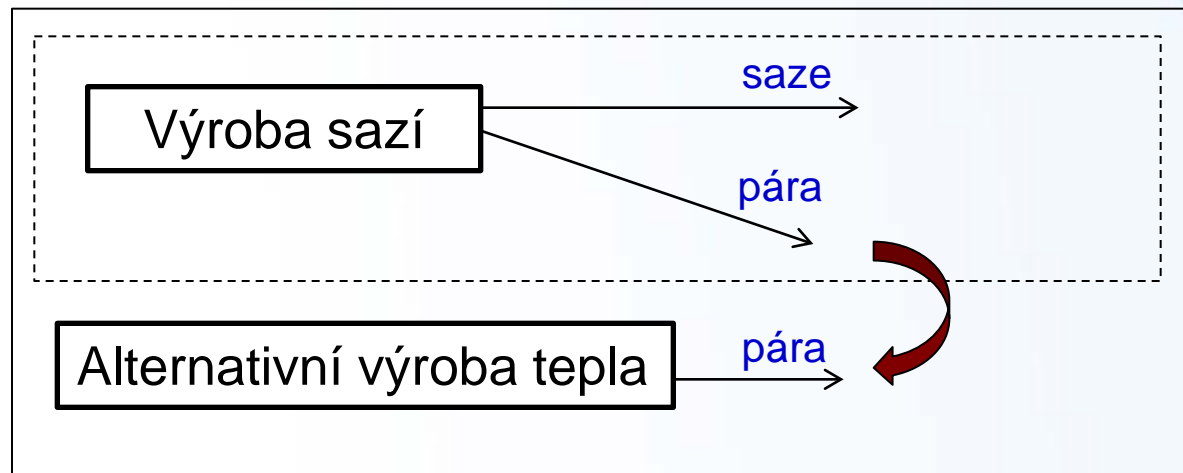 saze
Výroba sazí
pára
Alternativní výroba tepla
pára